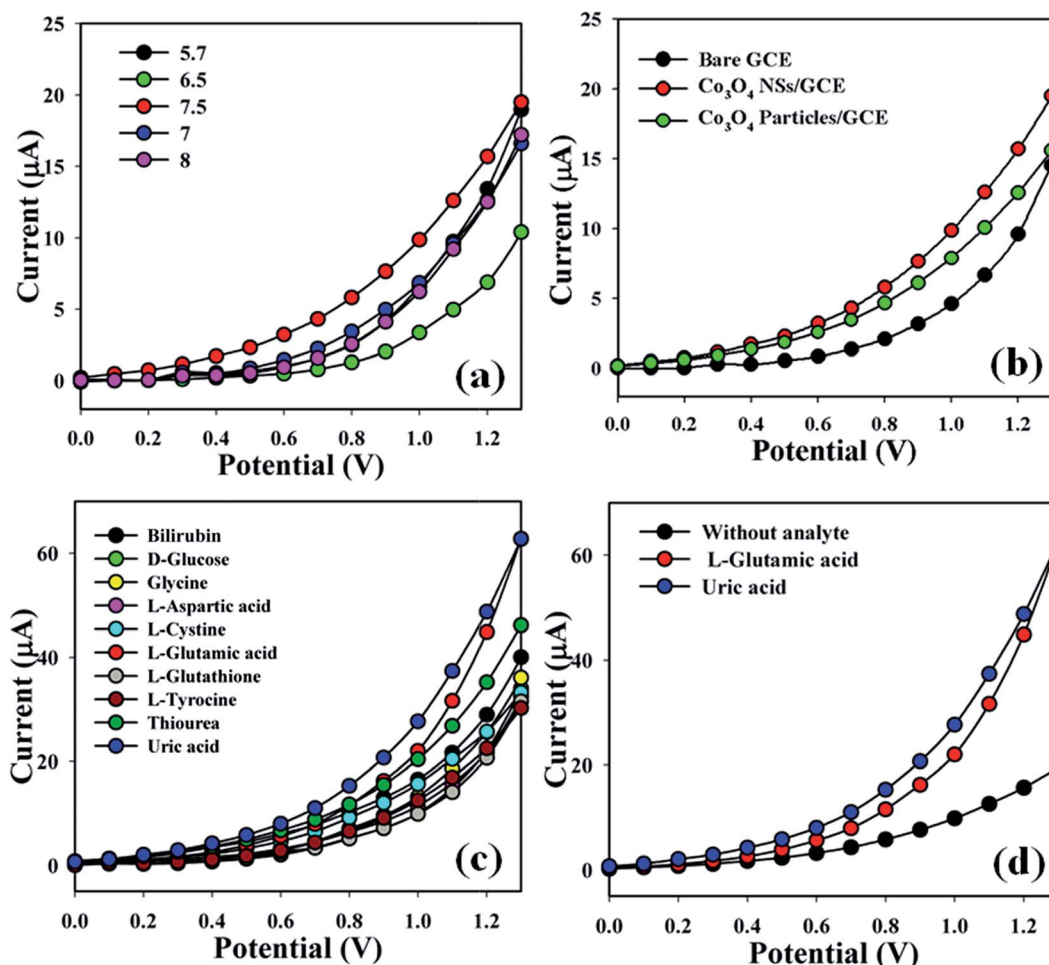 25
20
15
10
5
0
Current (µA)
5.7
6.5
7.5
7
8
(a)
0.0 0.2 0.4 0.6 0.8 1.0 1.2
Potential (V)
25
20
15
10
5
0
Current (µA)
Bare GCE
Co₃O₄ NSs/GCE
Co₃O₄ Particles/GCE
(b)
0.0 0.2 0.4 0.6 0.8 1.0 1.2
Potential (V)
60
40
20
0
Current (µA)
Bilirubin
D-Glucose
Glycine
L-Aspartic acid
L-Cystine
L-Glutamic acid
L-Glutathione
L-Tyrocine
Thiourea
Uric acid
(c)
0.0 0.2 0.4 0.6 0.8 1.0 1.2
Potential (V)
60
40
20
0
Current (µA)
Without analyte
L-Glutamic acid
Uric acid
(d)
0.0 0.2 0.4 0.6 0.8 1.0 1.2
Potential (V)